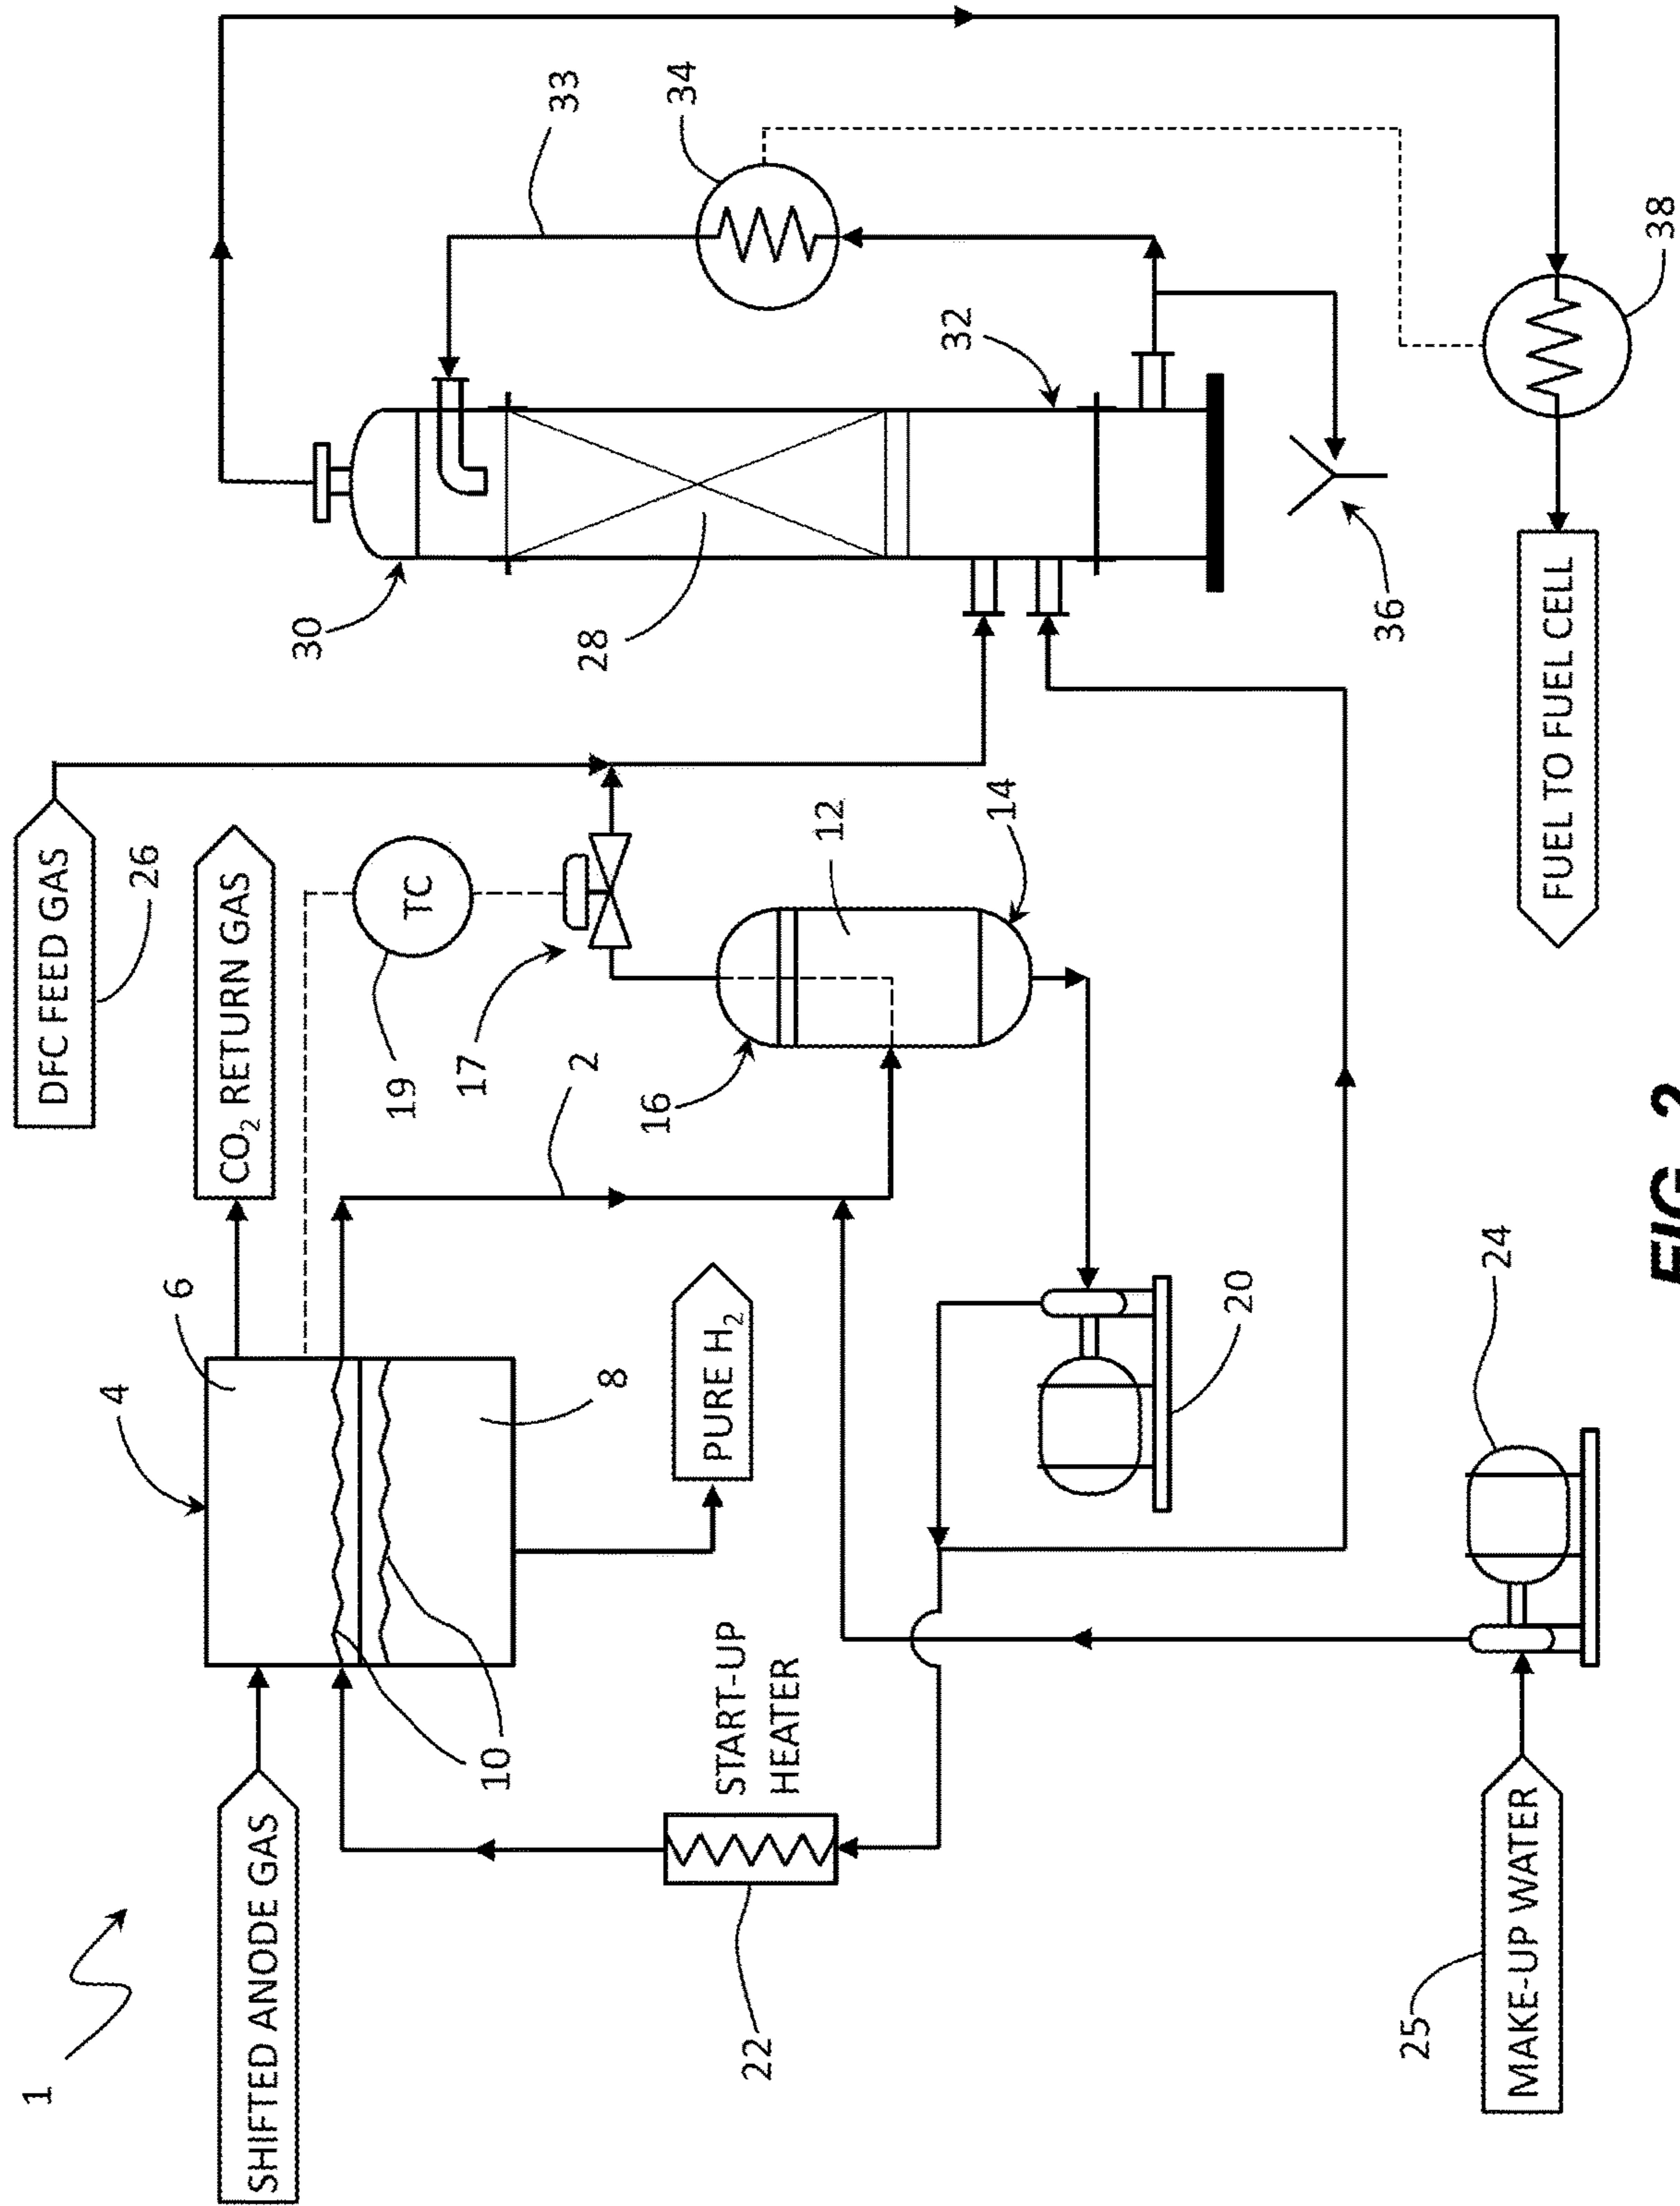 1
DFC FEED GAS
26
4
6
CO₂ RETURN GAS
SHIFTED ANODE GAS
30
19
TC
17
10
33
2
28
8
16
34
PURE H₂
START-UP
HEATER
22
12
32
14
20
36
25
24
MAKE-UP WATER
FUEL TO FUEL CELL
38
FIG. 2